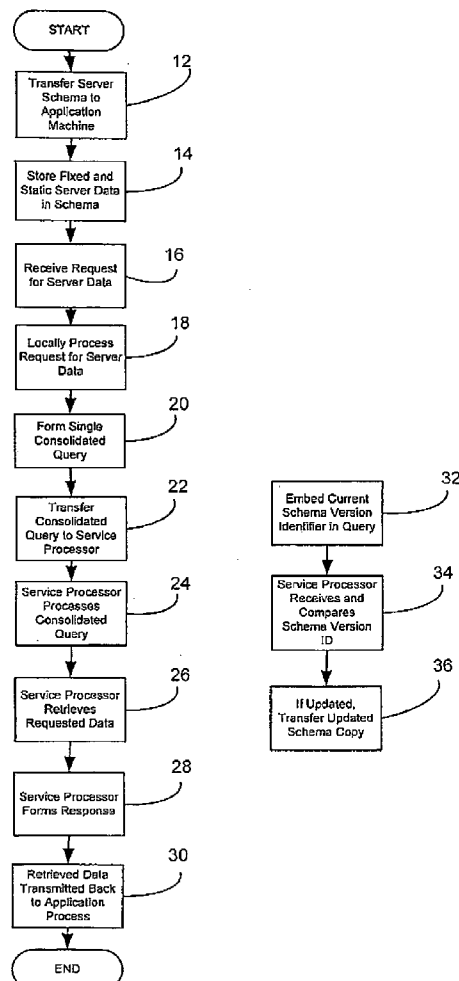 START
12
Transfer Server
Schema to
Application
Machine
14
Store Fixed and
Static Server Data
in Schema
16
Receive Request
for Server Data
18
Locally Process
Request for Server
Data
20
Form Single
Consolidated
Query
22
Transfer
Consolidated
Query to Service
Processor
24
Service Processor
Processes
Consolidated
Query
26
Service Processor
Retrieves
Requested Data
28
Service Processor
Forms Response
30
Retrieved Data
Transmitted Back
to Application
Process
END
32
Embed Current
Schema Version
Identifier in Query
34
Service Processor
Receives and
Compares
Schema Version
ID
36
If Updated,
Transfer Updated
Schema Copy